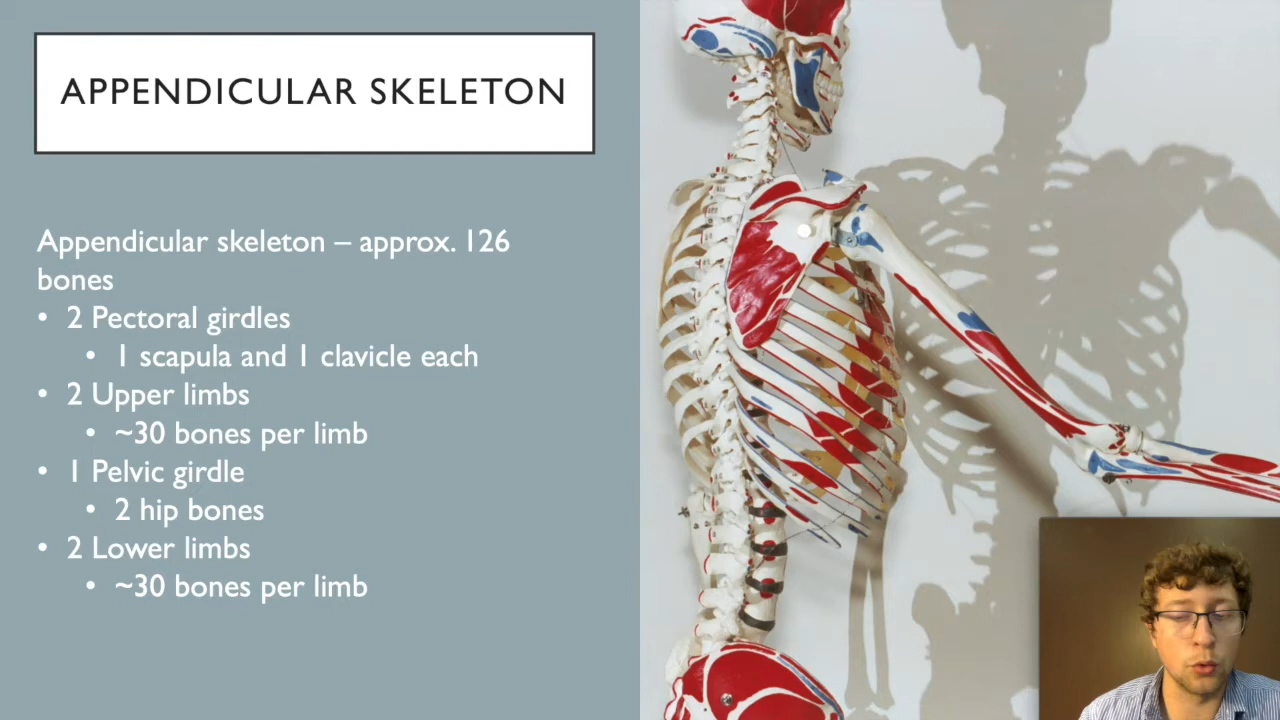 APPENDICULAR SKELETON
Appendicular skeleton – approx. 126
bones
• 2 Pectoral girdles
• 1 scapula and 1 clavicle each
• 2 Upper limbs
• ~30 bones per limb
• 1 Pelvic girdle
• 2 hip bones
• 2 Lower limbs
• ~30 bones per limb